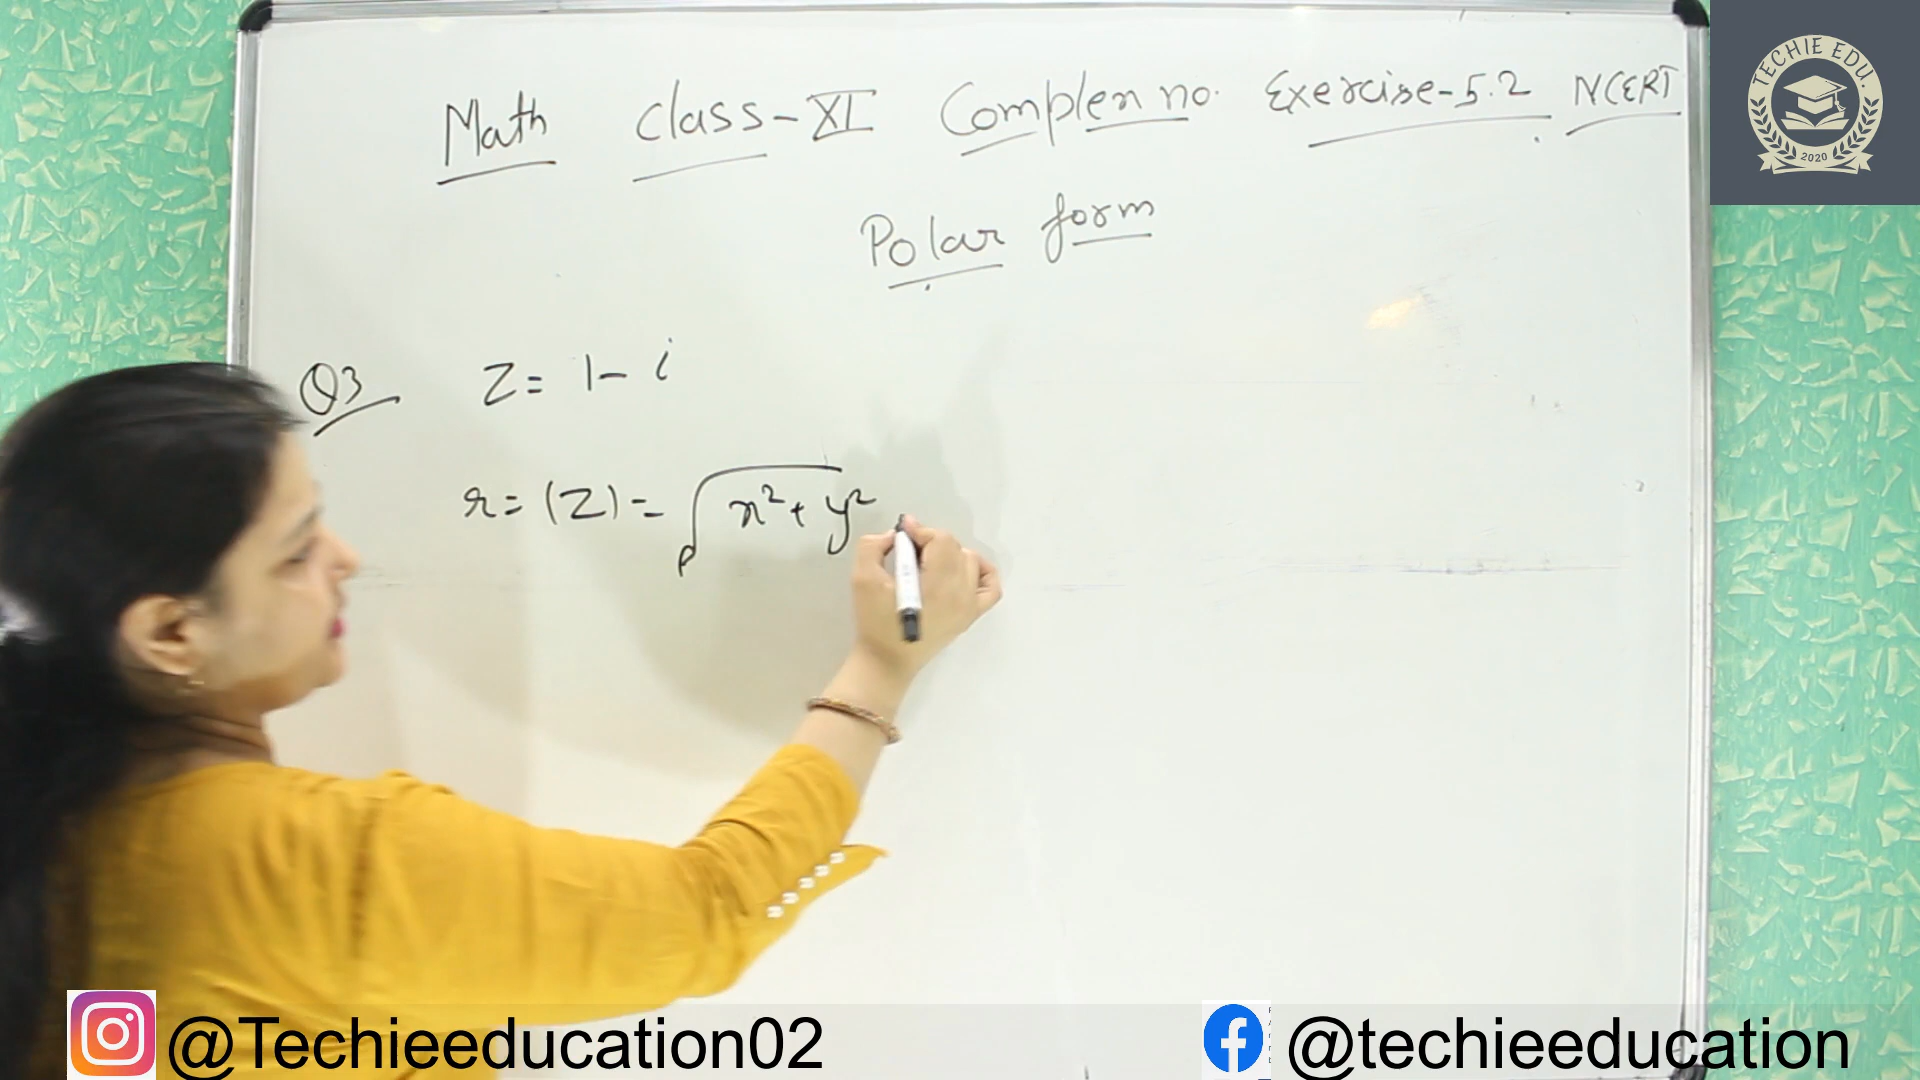 Math class-XI Complex no. Exercise-5.2 NCERT
TECHIE EDU.
2020
Polar form
Q3 Z = 1 - i
r = (Z) = √x² + y²
@Techieeducation02
@techieeducation